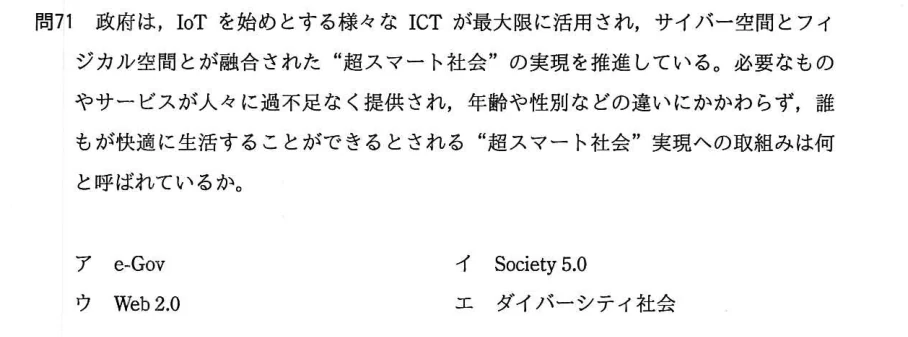 問71 政府は，IoT を始めとする様々な ICT が最大限に活用され，サイバー空間とフィ
ジカル空間とが融合された“超スマート社会”の実現を推進している。必要なもの
やサービスが人々に過不足なく提供され，年齢や性別などの違いにかかわらず，誰
もが快適に生活することができるとされる“超スマート社会”実現への取組みは何
と呼ばれているか。
ア e-Gov イ Society 5.0
ウ Web 2.0 エ ダイバーシティ社会